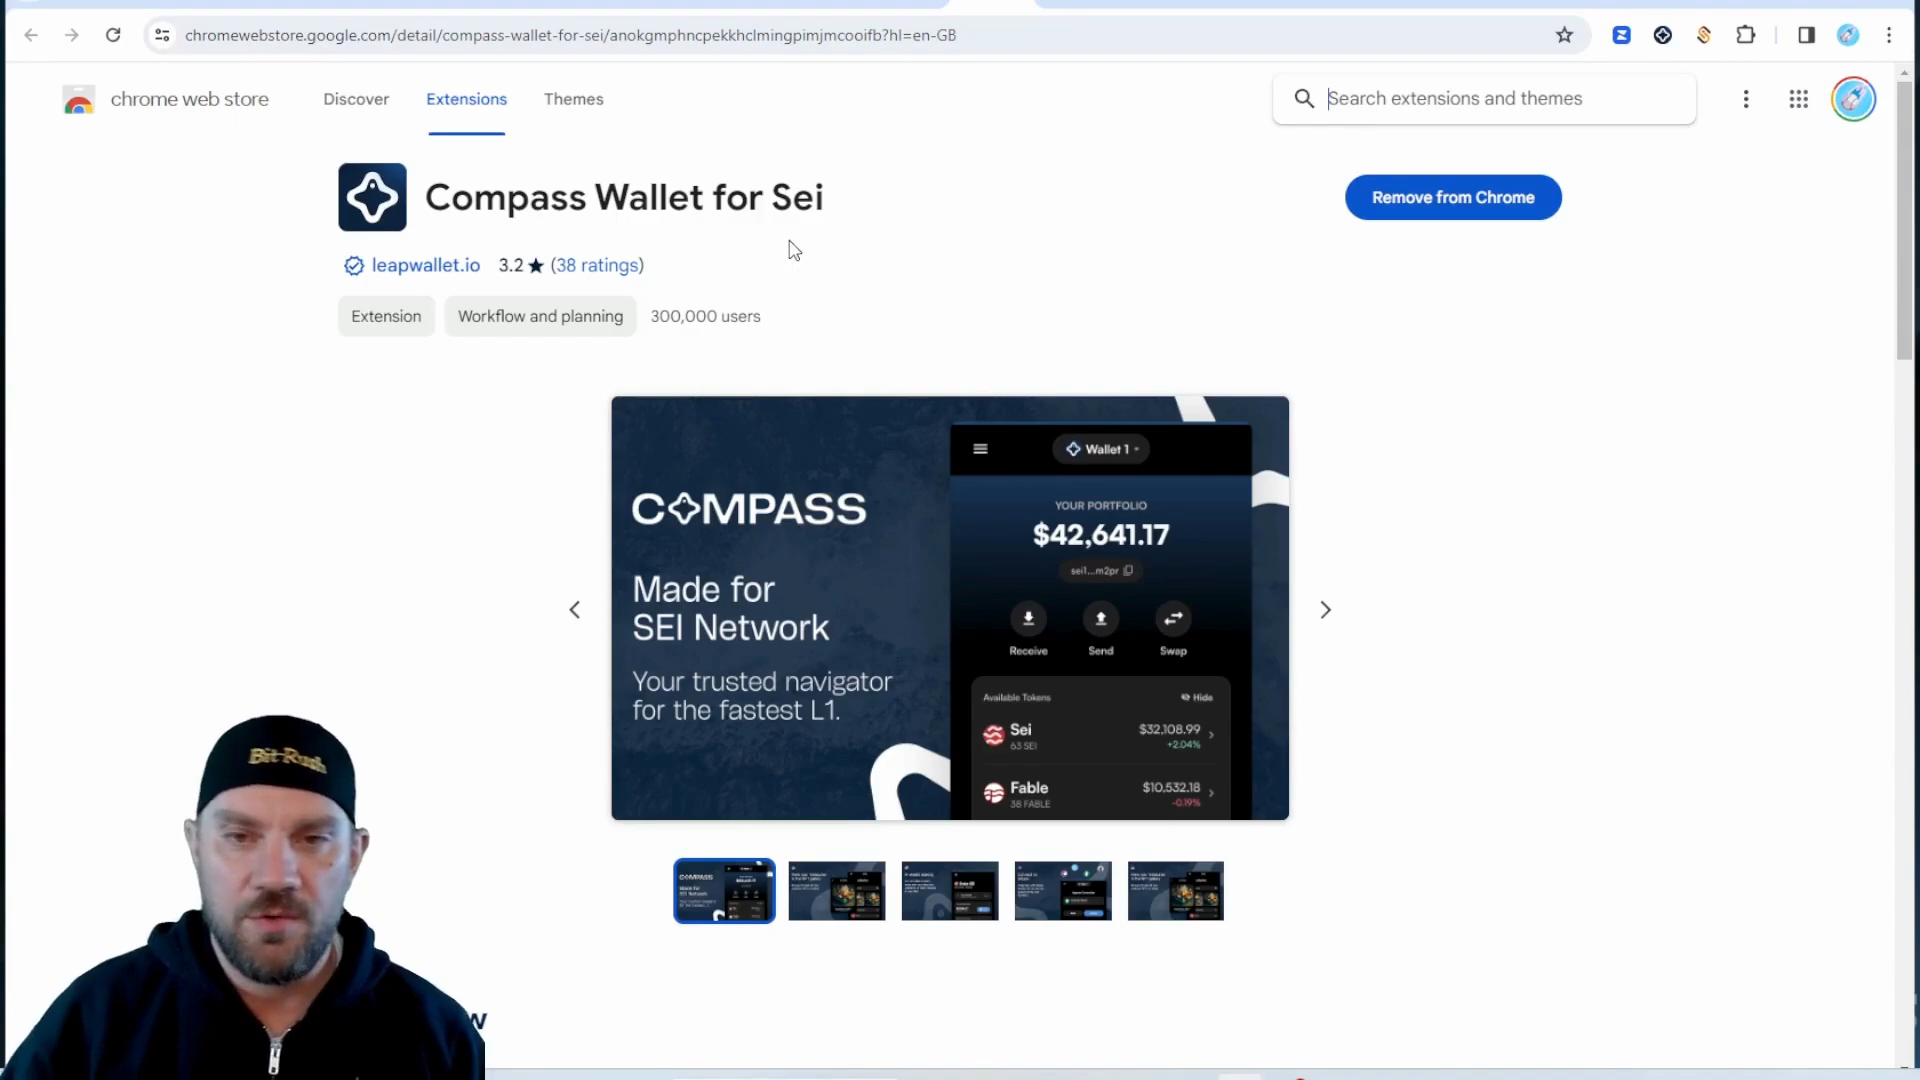 chromewebstore.google.com/detail/compass-wallet-for-sei/anokgmphncpekkhclmingpimjmcooifb?hl=en-GB
chrome web store
Discover
Extensions
Themes
Search extensions and themes
Compass Wallet for Sei
Remove from Chrome
leapwallet.io 3.2★ (38 ratings)
Extension
Workflow and planning
300,000 users
Wallet 1
YOUR PORTFOLIO
$42,641.17
sei1...m2pr
COMPASS
Made for
SEI Network
Your trusted navigator
for the fastest L1.
Receive
Send
Swap
Available Tokens
Hide
Sei
$32,108.99
63 SEI
+2.04%
Fable
$10,532.18
38 FABLE
-0.19%
Bit-Rush
w